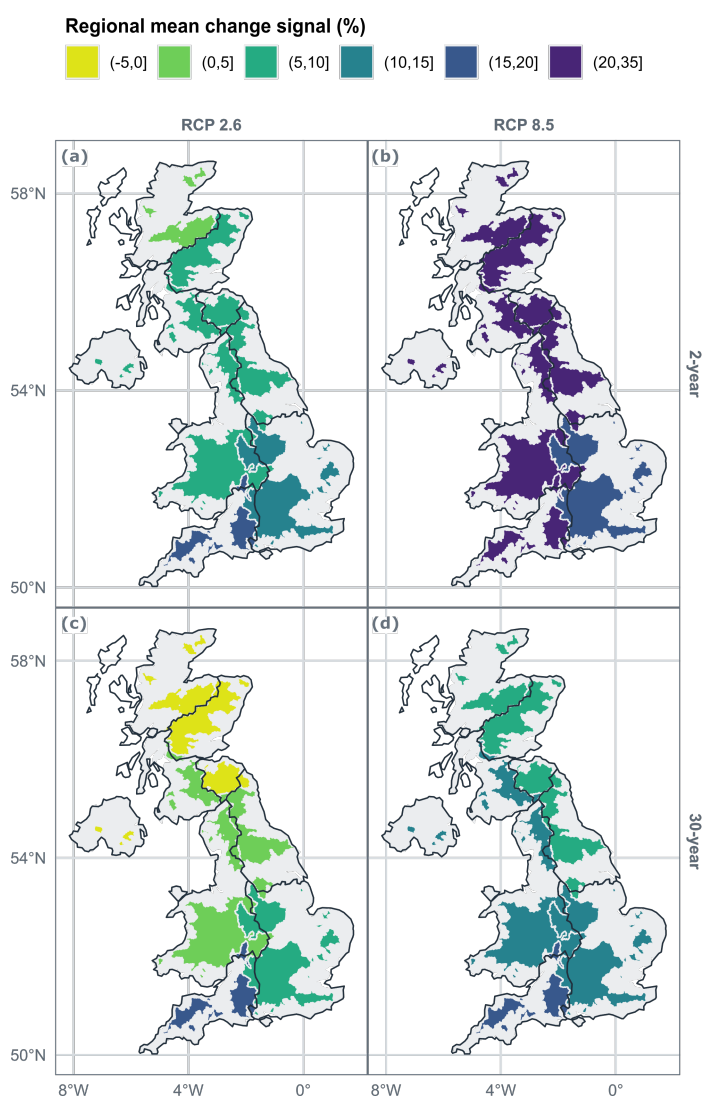 Regional mean change signal (%)
(-5,0] (0,5] (5,10] (10,15] (15,20] (20,35]
RCP 2.6 RCP 8.5
(a) (b)
58°N
54°N
50°N
2-year
(c) (d)
58°N
54°N
50°N
30-year
8°W 4°W 0° 8°W 4°W 0°